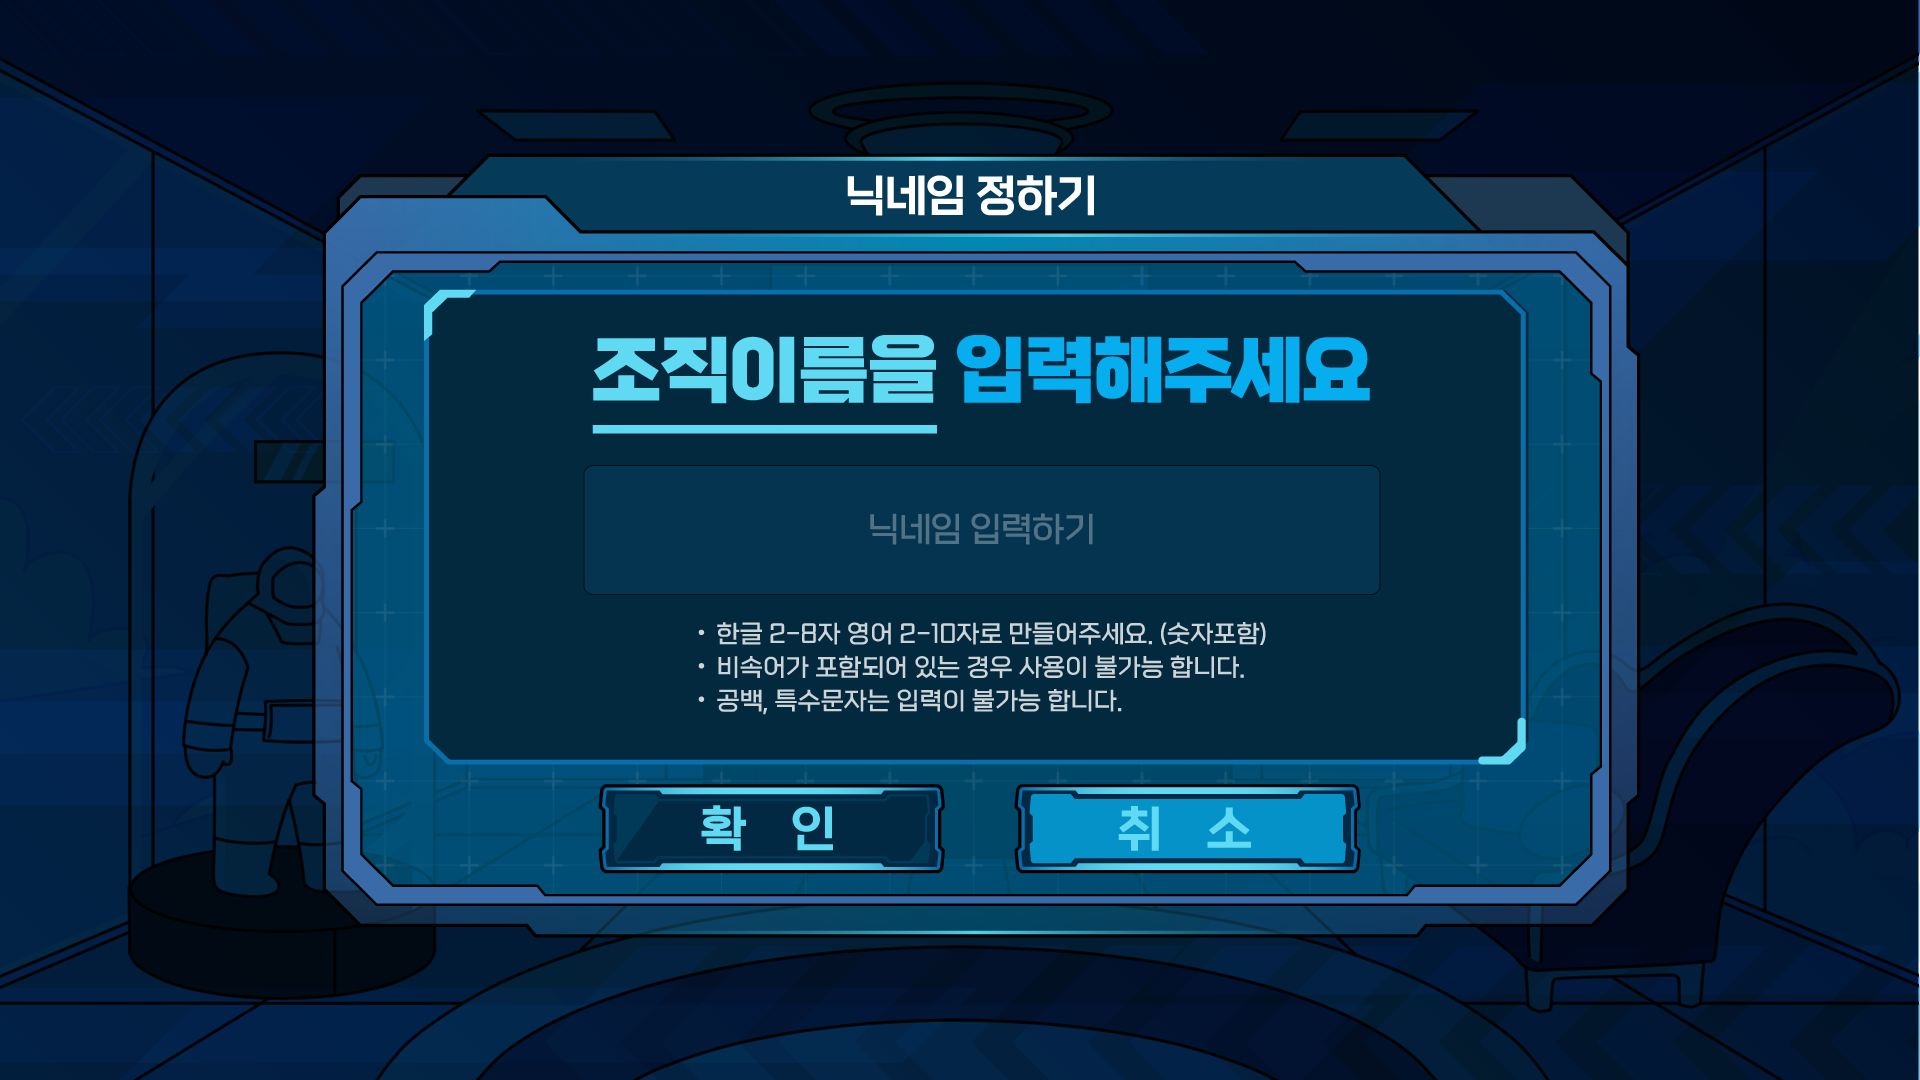 닉네임 정하기
조직이름을 입력해주세요
닉네임 입력하기
• 한글 2-8자 영어 2-10자로 만들어주세요. (숫자포함)
• 비속어가 포함되어 있는 경우 사용이 불가능 합니다.
• 공백, 특수문자는 입력이 불가능 합니다.
확 인
취 소